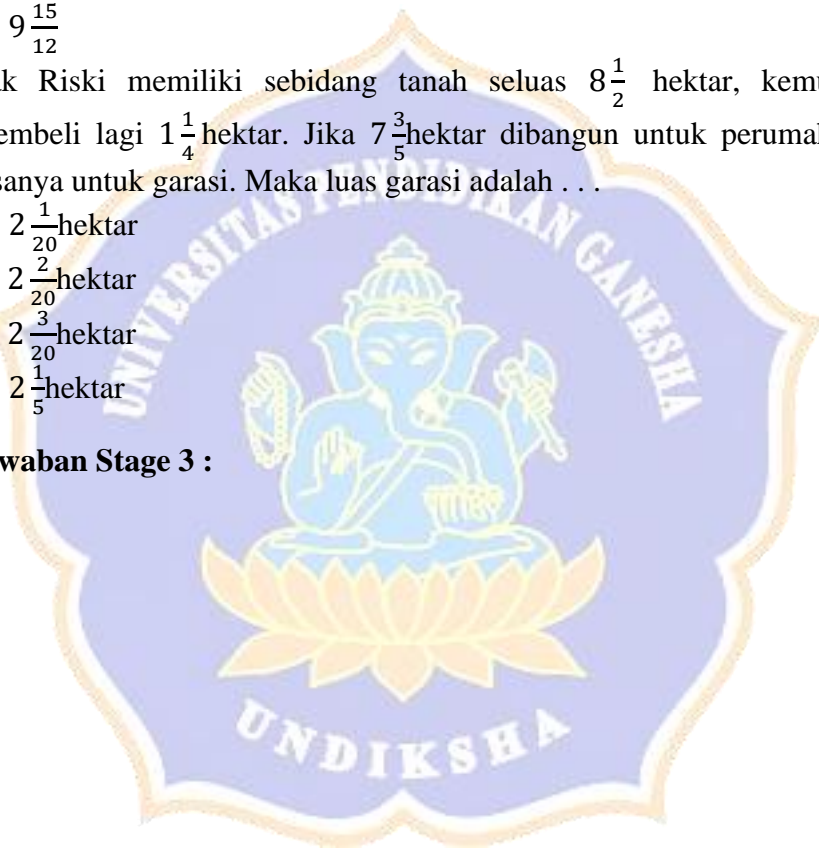 9 15/12
ak Riski memiliki sebidang tanah seluas 8 1/2 hektar, kemu
embeli lagi 1 1/4 hektar. Jika 7 3/5 hektar dibangun untuk perumal
sanya untuk garasi. Maka luas garasi adalah . . .
2 1/20 hektar
2 2/20 hektar
2 3/20 hektar
2 1/5 hektar
waban Stage 3 :
UNIVERSITAS PENDIDIKAN GANESHA
UNDIKSHA